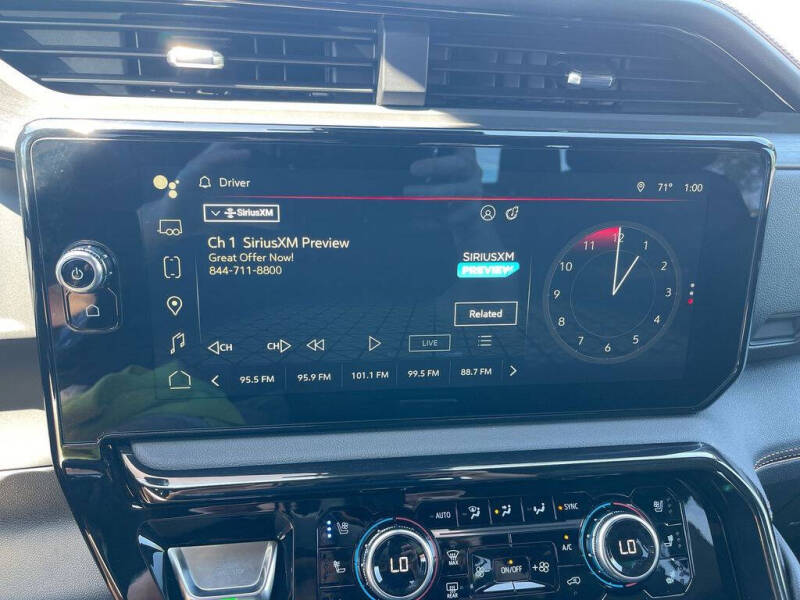 Driver
71° 1:00
SiriusXM
Ch 1 SiriusXM Preview
Great Offer Now!
844-711-8800
SIRIUSXM
PREVIEW
Related
CH CH LIVE
95.5 FM 95.9 FM 101.1 FM 99.5 FM 88.7 FM
12 1 2 3 4 5 6 7 8 9 10 11
AUTO SYNC
MAX A/C
LO ON/OFF + LO
REAR